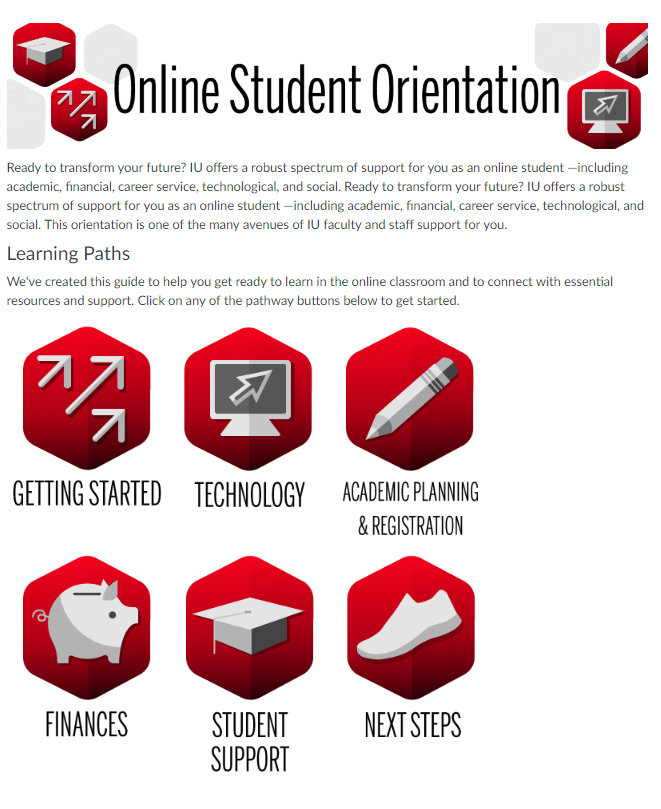 Online Student Orientation
Ready to transform your future? IU offers a robust spectrum of support for you as an online student —including
academic, financial, career service, technological, and social. Ready to transform your future? IU offers a robust
spectrum of support for you as an online student —including academic, financial, career service, technological, and
social. This orientation is one of the many avenues of IU faculty and staff support for you.
Learning Paths
We've created this guide to help you get ready to learn in the online classroom and to connect with essential
resources and support. Click on any of the pathway buttons below to get started.
GETTING STARTED
TECHNOLOGY
ACADEMIC PLANNING
& REGISTRATION
FINANCES
STUDENT
SUPPORT
NEXT STEPS